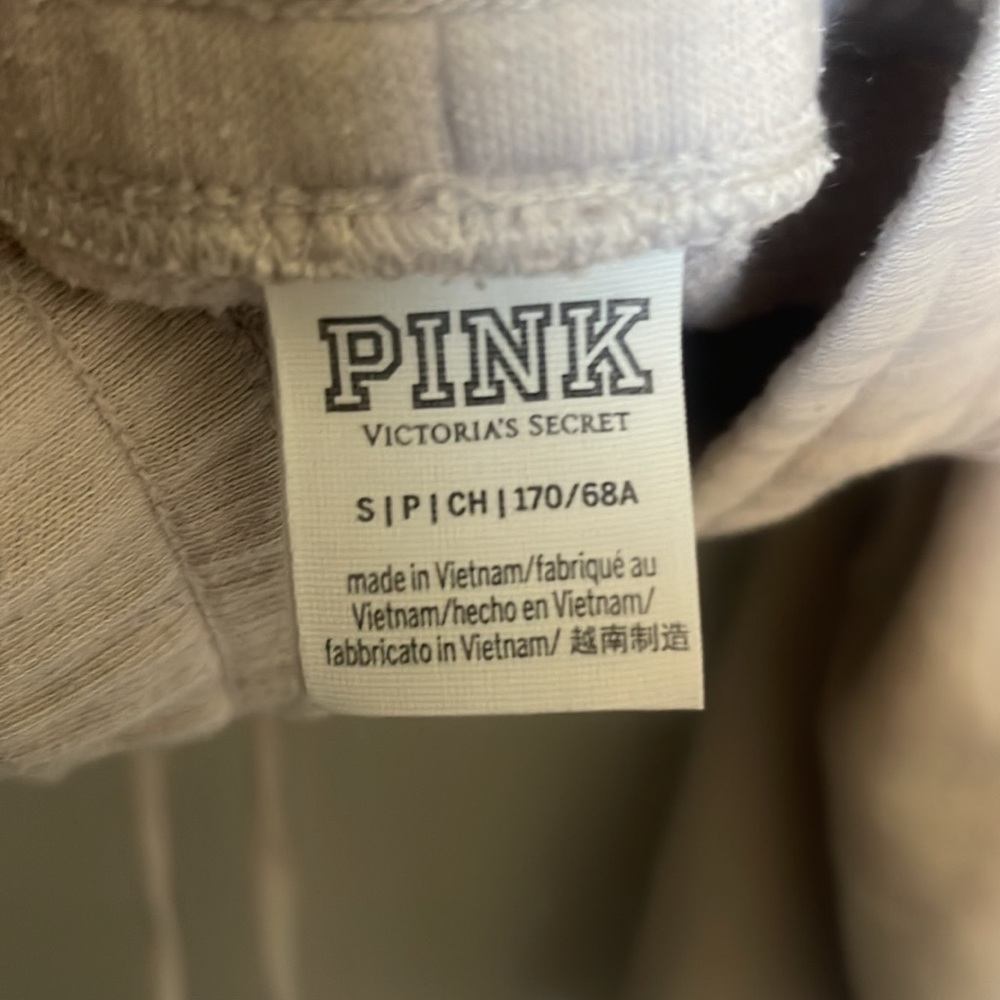 PINK
VICTORIA'S SECRET
S | P | CH | 170/68A
made in Vietnam/fabriqué au
Vietnam/hecho en Vietnam/
fabbricato in Vietnam/ 越南制造